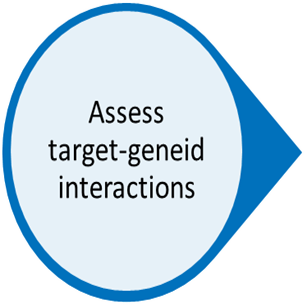 Assess
target-geneid
interactions